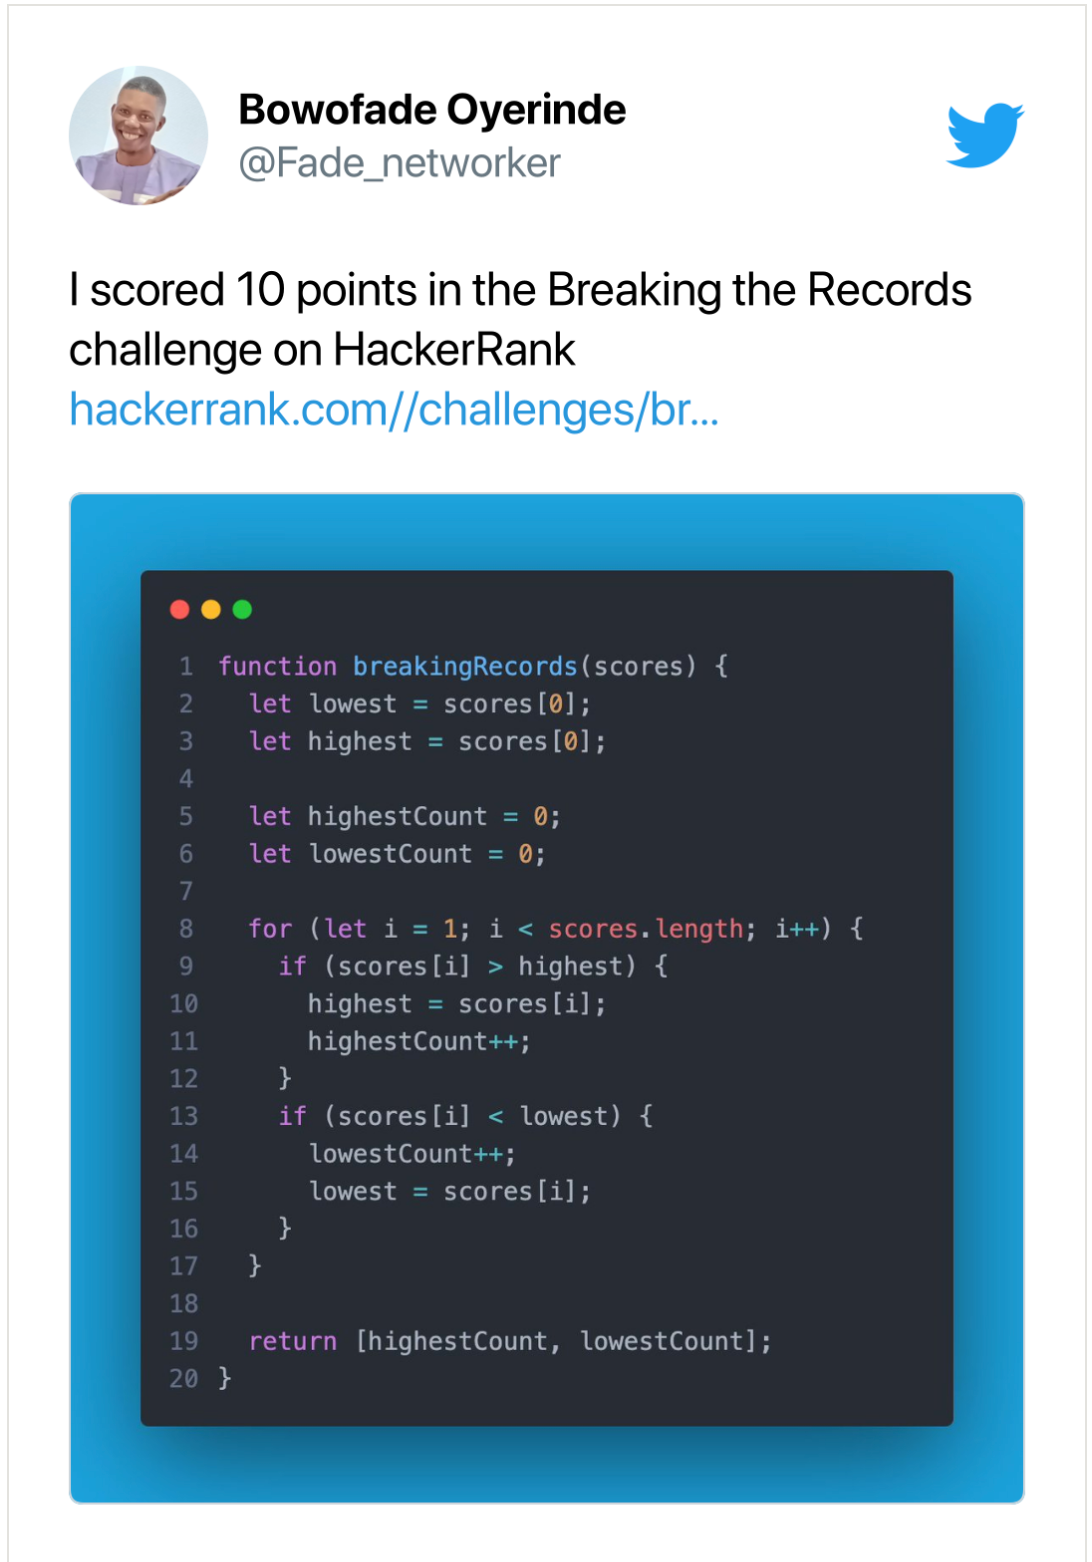 Bowofade Oyerinde
@Fade_networker
I scored 10 points in the Breaking the Records
challenge on HackerRank
hackerrank.com//challenges/br...
1 function breakingRecords(scores) {
2   let lowest = scores[0];
3   let highest = scores[0];
4
5   let highestCount = 0;
6   let lowestCount = 0;
7
8   for (let i = 1; i < scores.length; i++) {
9     if (scores[i] > highest) {
10       highest = scores[i];
11       highestCount++;
12     }
13     if (scores[i] < lowest) {
14       lowestCount++;
15       lowest = scores[i];
16     }
17   }
18
19   return [highestCount, lowestCount];
20 }